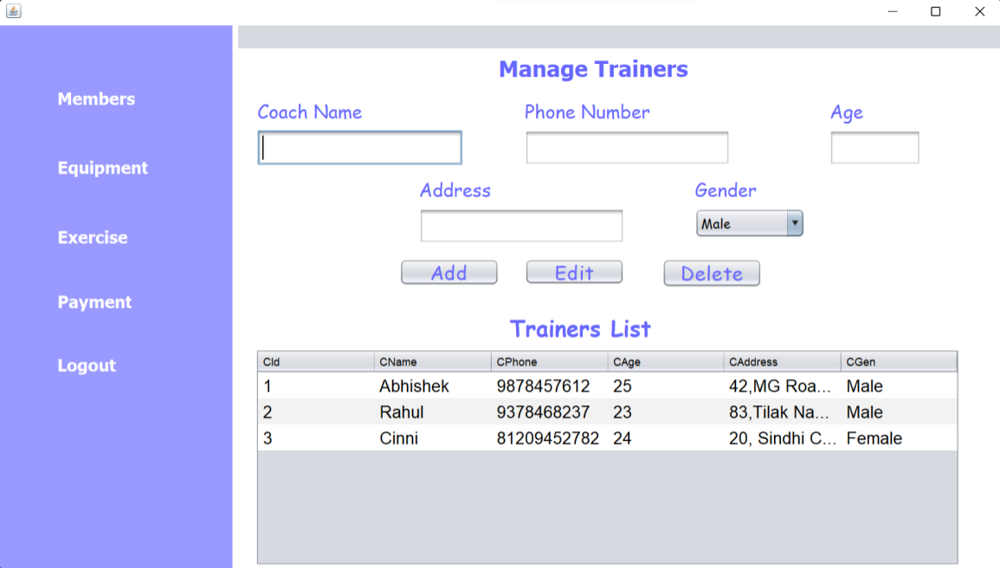 Members
Equipment
Exercise
Payment
Logout
Manage Trainers
Coach Name Phone Number Age
Address Gender
Male
Add Edit Delete
Trainers List
CId CName CPhone CAge CAddress CGen
1 Abhishek 9878457612 25 42,MG Roa... Male
2 Rahul 9378468237 23 83,Tilak Na... Male
3 Cinni 81209452782 24 20, Sindhi C... Female